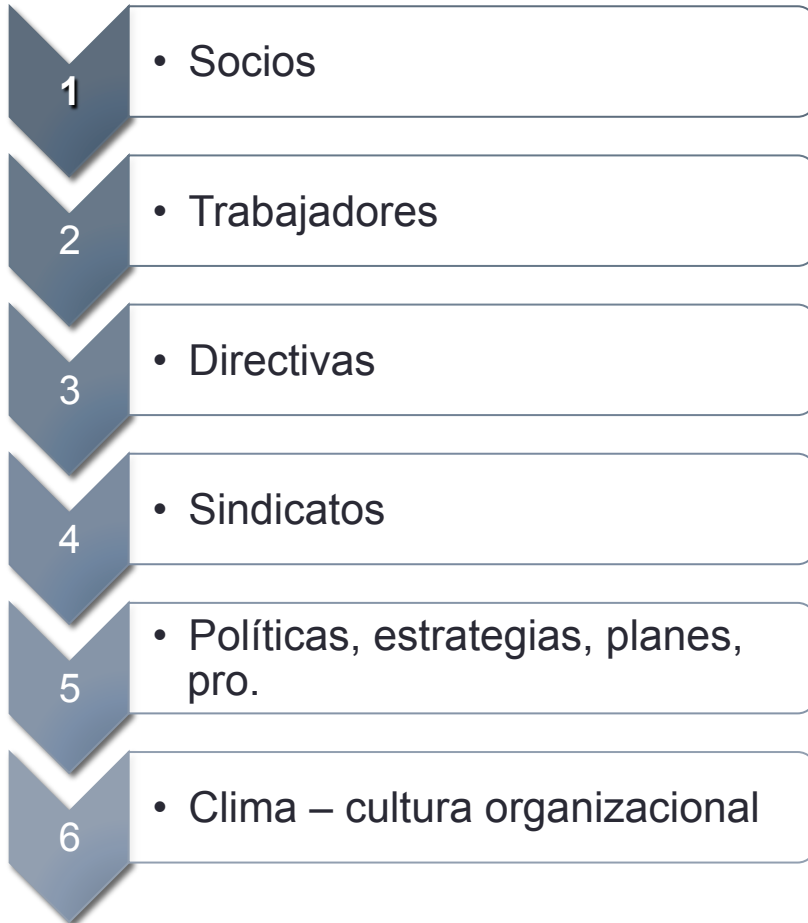 1
• Socios
2
• Trabajadores
3
• Directivas
4
• Sindicatos
5
• Políticas, estrategias, planes,
pro.
6
• Clima – cultura organizacional